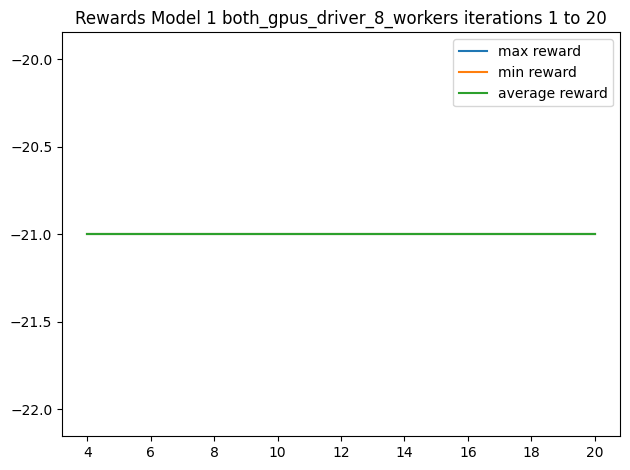 Rewards Model 1 both_gpus_driver_8_workers iterations 1 to 20
max reward
min reward
average reward
−20.0
−20.5
−21.0
−21.5
−22.0
4 6 8 10 12 14 16 18 20